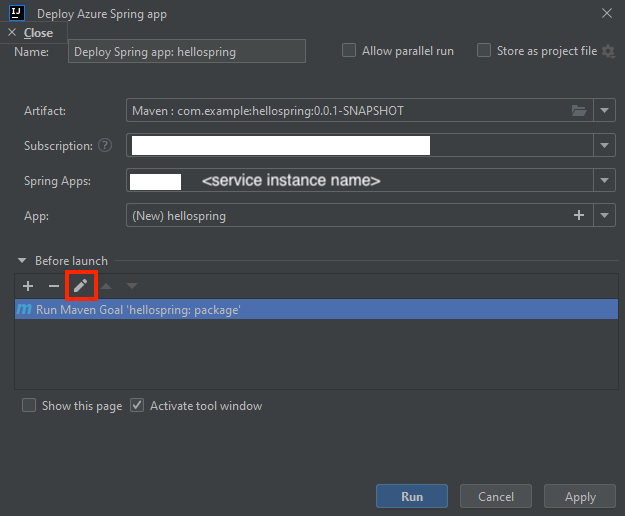 IJ Deploy Azure Spring app
× Close
Name: Deploy Spring app: hellospring Allow parallel run Store as project file
Artifact: Maven : com.example:hellospring:0.0.1-SNAPSHOT
Subscription: ?
Spring Apps: <service instance name>
App: (New) hellospring
Before launch
m Run Maven Goal 'hellospring: package'
Show this page Activate tool window
Run Cancel Apply